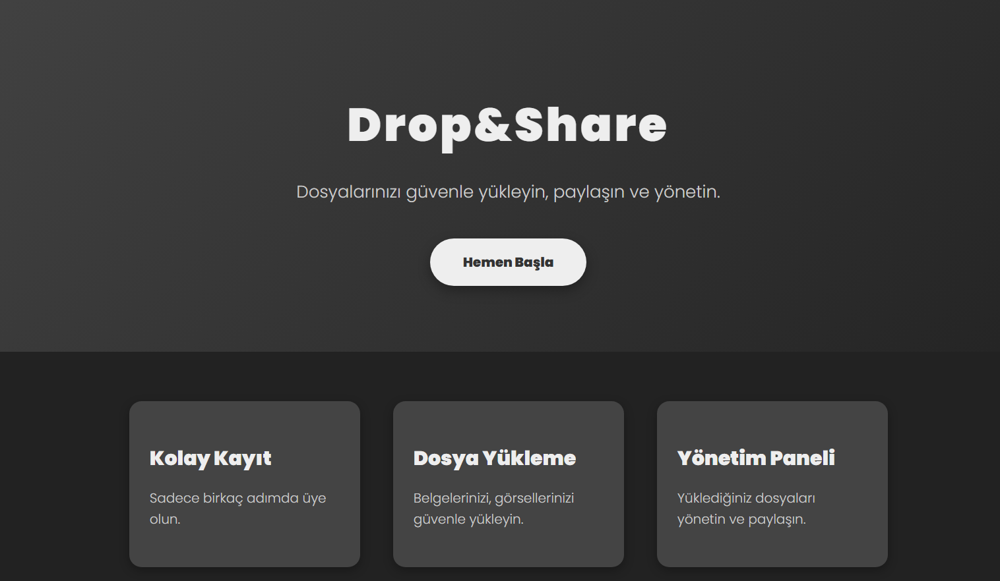 Drop&Share
Dosyalarınızı güvenle yükleyin, paylaşın ve yönetin.
Hemen Başla
Kolay Kayıt
Sadece birkaç adımda üye
olun.
Dosya Yükleme
Belgelerinizi, görsellerinizi
güvenle yükleyin.
Yönetim Paneli
Yüklediğiniz dosyaları
yönetin ve paylaşın.